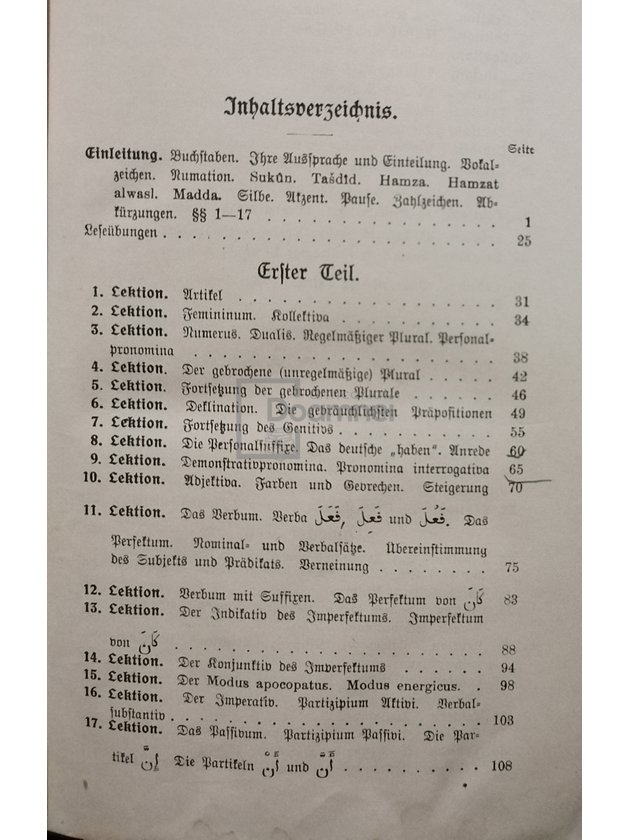 Inhaltsverzeichnis.
Seite
Einleitung. Buchstaben. Ihre Aussprache und Einteilung. Vokal-
zeichen. Numation. Sukûn. Tašdîd. Hamza. Hamzat
alwasl. Madda. Silbe. Akzent. Pause. Zahlzeichen. Ab-
kürzungen. §§ 1—17 . . . . . . . . . . . . . . . . 1
Leseübungen . . . . . . . . . . . . . . . . . . . . . 25
Erster Teil.
1. Lektion. Artikel . . . . . . . . . . . . . . . . . 31
2. Lektion. Femininum. Kollektiva . . . . . . . . . 34
3. Lektion. Numerus. Dualis. Regelmäßiger Plural. Personal-
pronomina . . . . . . . . . . . . . . . . . . . 38
4. Lektion. Der gebrochene (unregelmäßige) Plural . . . . . 42
5. Lektion. Fortsetzung der gebrochenen Plurale . . . . . . 46
6. Lektion. Deklination. Die gebräuchlichsten Präpositionen 49
7. Lektion. Fortsetzung des Genitivs . . . . . . . . . . 55
8. Lektion. Die Personalsuffixe. Das deutsche „haben". Anrede 60
9. Lektion. Demonstrativpronomina. Pronomina interrogativa 65
10. Lektion. Adjektiva. Farben und Gebrechen. Steigerung 70
11. Lektion. Das Verbum. Verba فَعَلَ, فَعِلَ und فَعُلَ. Das
Perfektum. Nominal- und Verbalsätze. Übereinstimmung
des Subjekts und Prädikats. Verneinung . . . . . . . . 75
12. Lektion. Verbum mit Suffixen. Das Perfektum von كَانَ 83
13. Lektion. Der Indikativ des Imperfektums. Imperfektum
von كَانَ . . . . . . . . . . . . . . . . . . . . 88
14. Lektion. Der Konjunktiv des Imperfektums . . . . . . 94
15. Lektion. Der Modus apocopatus. Modus energicus. . 98
16. Lektion. Der Imperativ. Partizipium Aktivi. Verbal-
substantiv . . . . . . . . . . . . . . . . . . . 103
17. Lektion. Das Passivum. Partizipium Passivi. Die Par-
tikel إِنَّ Die Partikeln أَنْ und أَنَّ . . . . . . . . . . 108